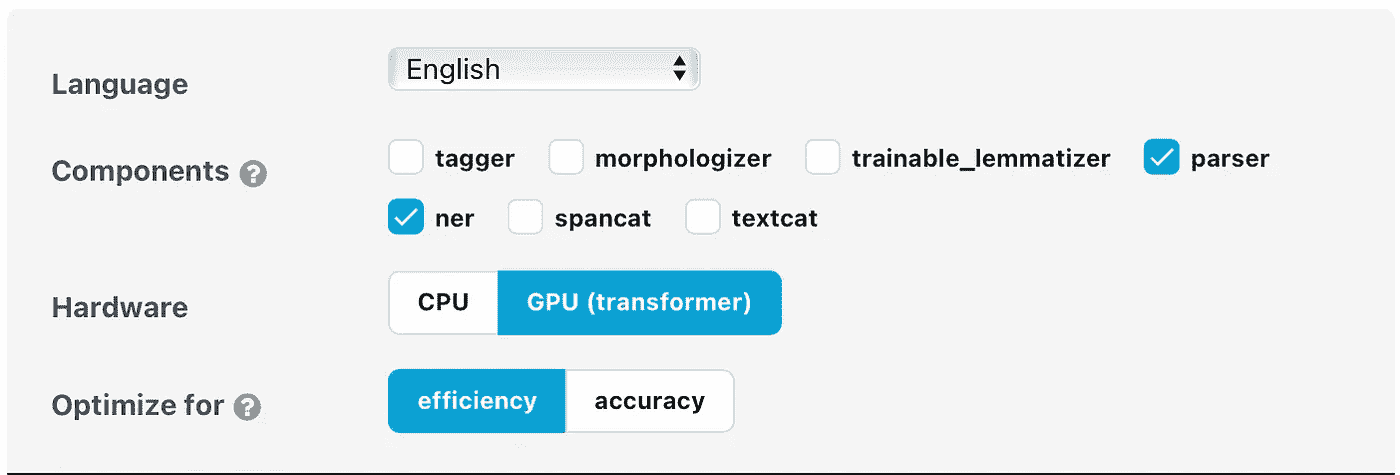 Language English
Components ? tagger morphologizer trainable_lemmatizer parser
ner spancat textcat
Hardware CPU GPU (transformer)
Optimize for ? efficiency accuracy